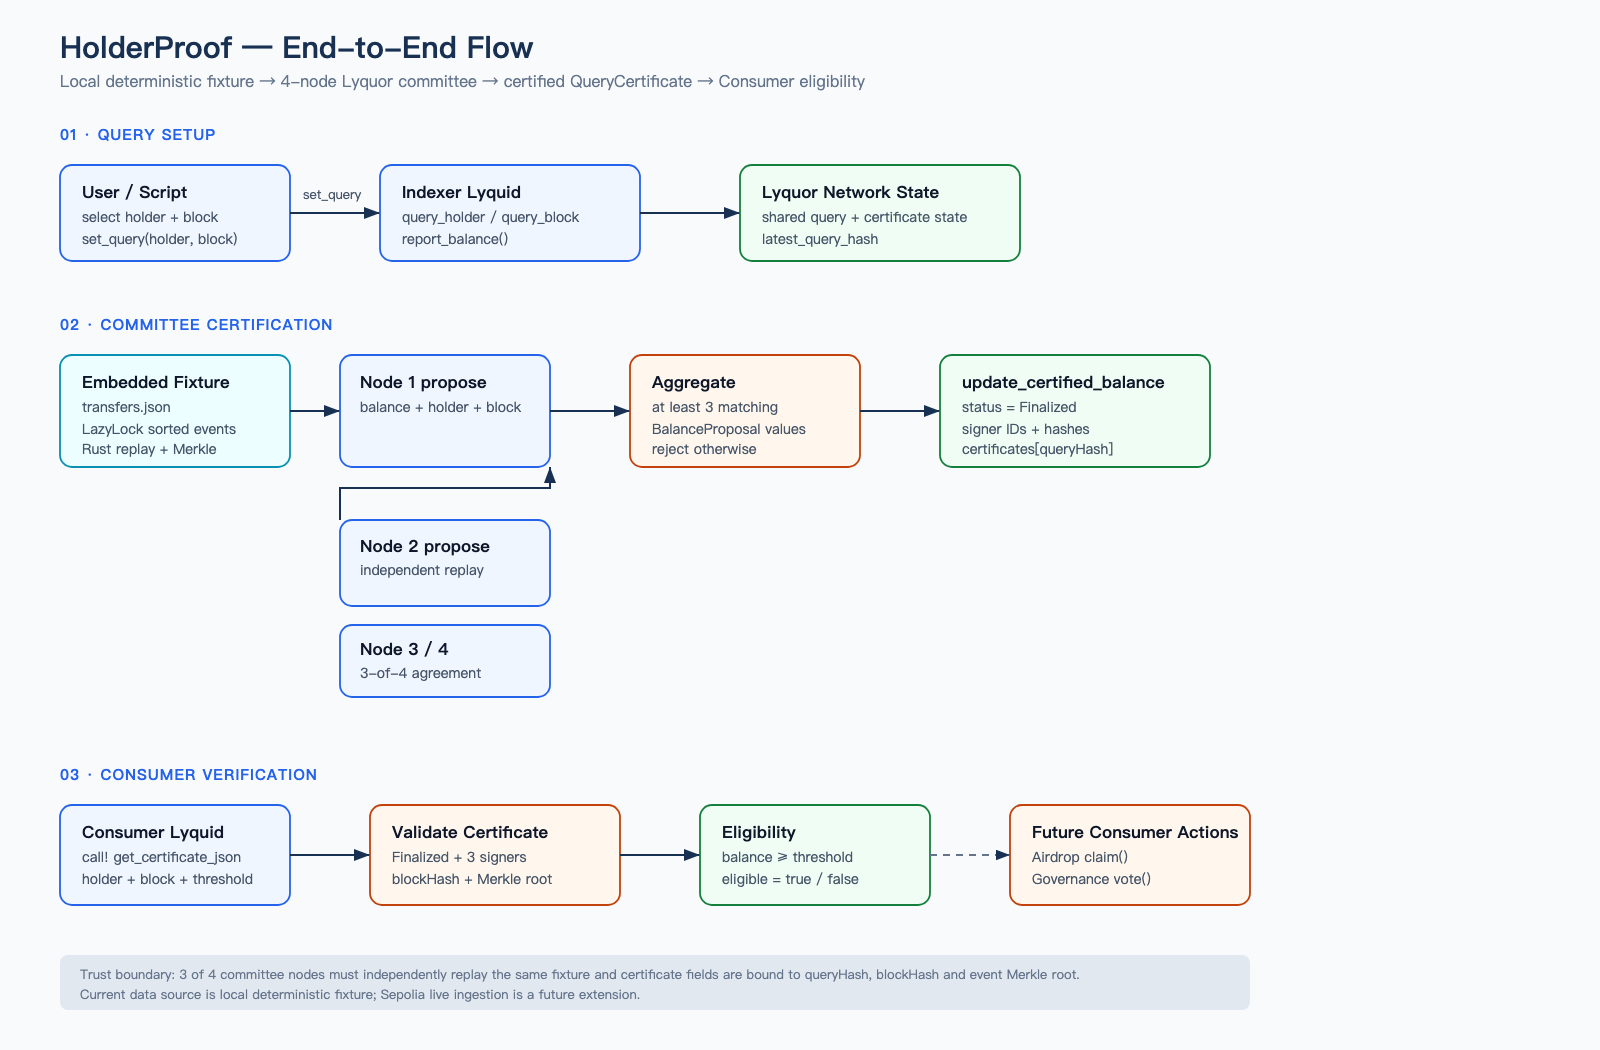 HolderProof — End-to-End Flow
Local deterministic fixture → 4-node Lyquor committee → certified QueryCertificate → Consumer eligibility
01 · QUERY SETUP
User / Script
select holder + block
set_query(holder, block)
set_query
Indexer Lyquid
query_holder / query_block
report_balance()
Lyquor Network State
shared query + certificate state
latest_query_hash
02 · COMMITTEE CERTIFICATION
Embedded Fixture
transfers.json
LazyLock sorted events
Rust replay + Merkle
Node 1 propose
balance + holder + block
Aggregate
at least 3 matching
BalanceProposal values
reject otherwise
update_certified_balance
status = Finalized
signer IDs + hashes
certificates[queryHash]
Node 2 propose
independent replay
Node 3 / 4
3-of-4 agreement
03 · CONSUMER VERIFICATION
Consumer Lyquid
call! get_certificate_json
holder + block + threshold
Validate Certificate
Finalized + 3 signers
blockHash + Merkle root
Eligibility
balance ≥ threshold
eligible = true / false
Future Consumer Actions
Airdrop claim()
Governance vote()
Trust boundary: 3 of 4 committee nodes must independently replay the same fixture and certificate fields are bound to queryHash, blockHash and event Merkle root.
Current data source is local deterministic fixture; Sepolia live ingestion is a future extension.